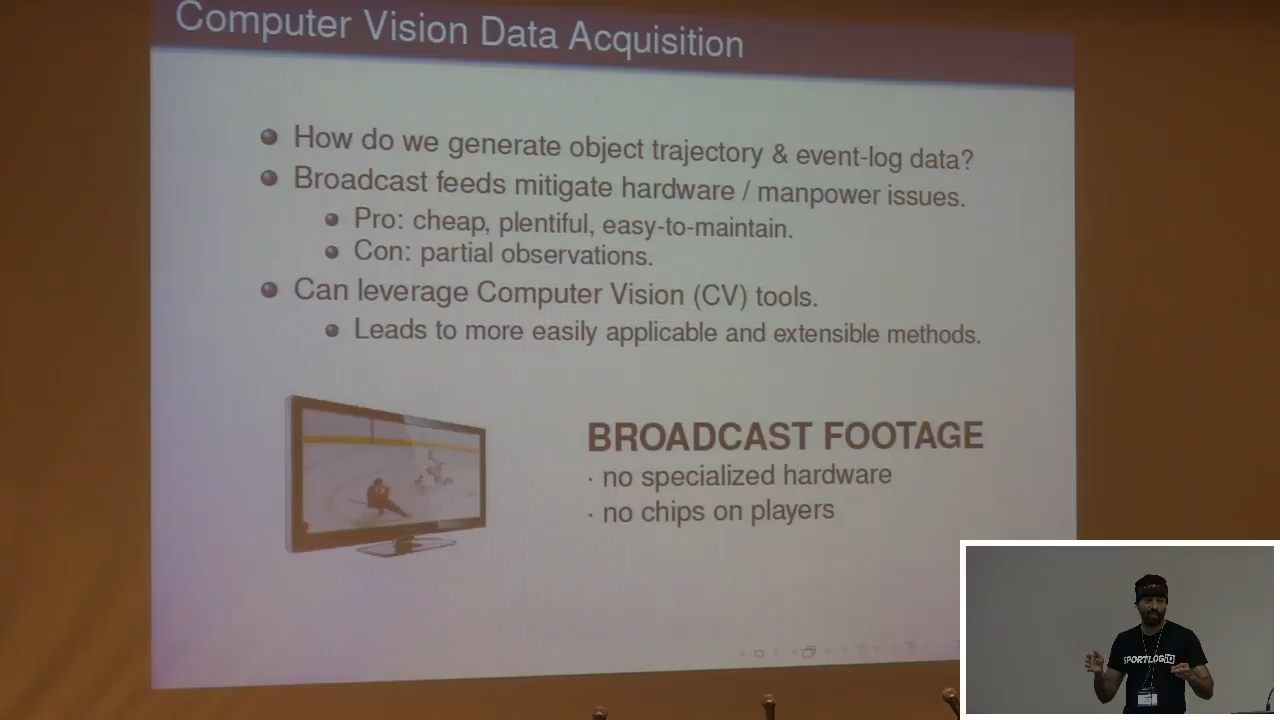 Computer Vision Data Acquisition
How do we generate object trajectory & event-log data?
Broadcast feeds mitigate hardware / manpower issues.
Pro: cheap, plentiful, easy-to-maintain.
Con: partial observations.
Can leverage Computer Vision (CV) tools.
Leads to more easily applicable and extensible methods.
BROADCAST FOOTAGE
· no specialized hardware
· no chips on players
SPORTLOGiQ